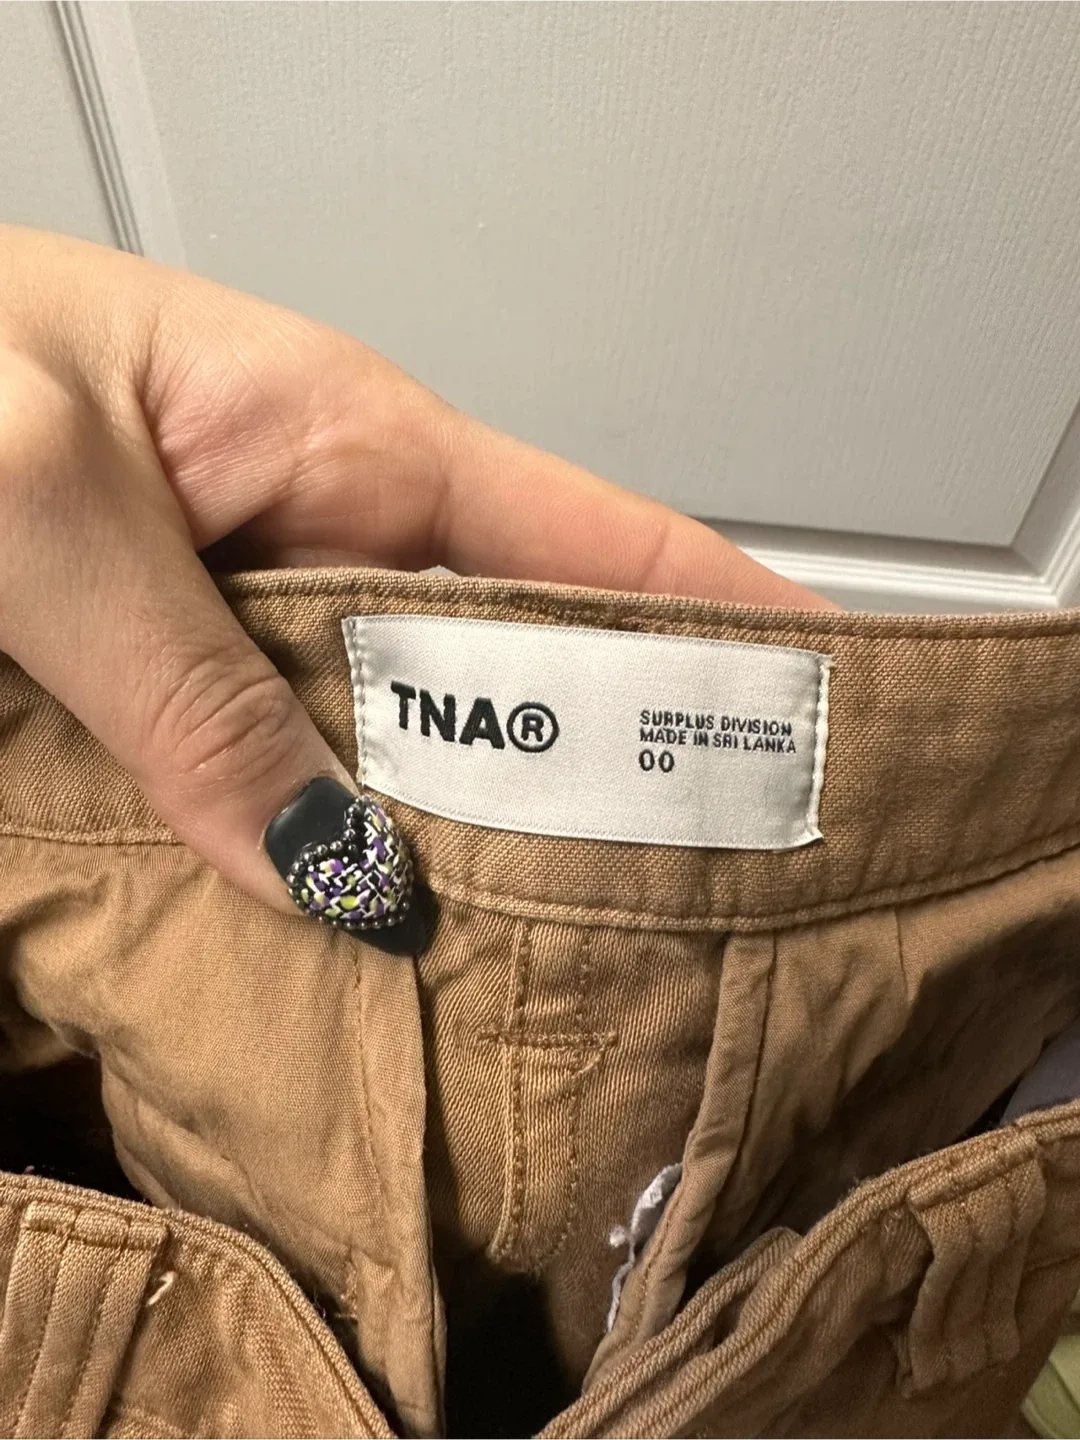 TNA®
SURPLUS DIVISION
MADE IN SRI LANKA
00